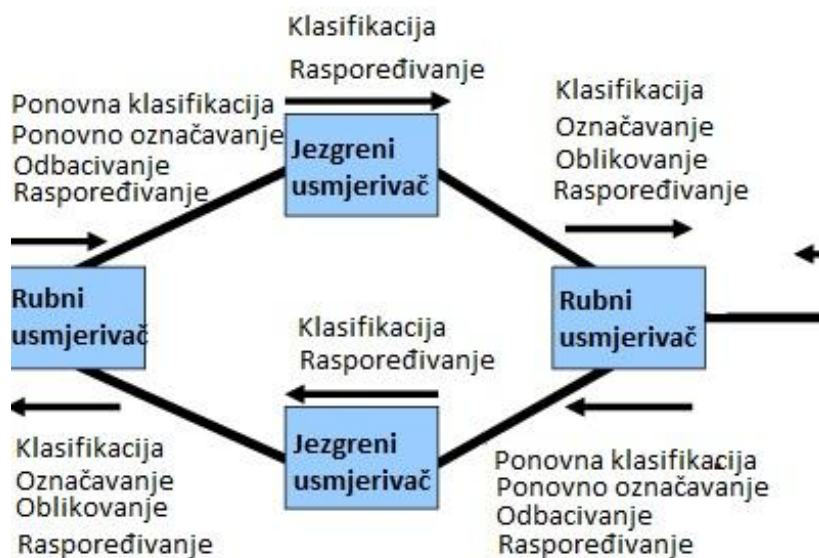 Klasifikacija
Raspoređivanje
Ponovna klasifikacija
Ponovno označavanje
Odbacivanje
Raspoređivanje
Klasifikacija
Označavanje
Oblikovanje
Raspoređivanje
Jezgreni
usmjerivač
Rubni
usmjerivač
Rubni
usmjerivač
Klasifikacija
Raspoređivanje
Jezgreni
usmjerivač
Klasifikacija
Označavanje
Oblikovanje
Raspoređivanje
Ponovna klasifikacija
Ponovno označavanje
Odbacivanje
Raspoređivanje